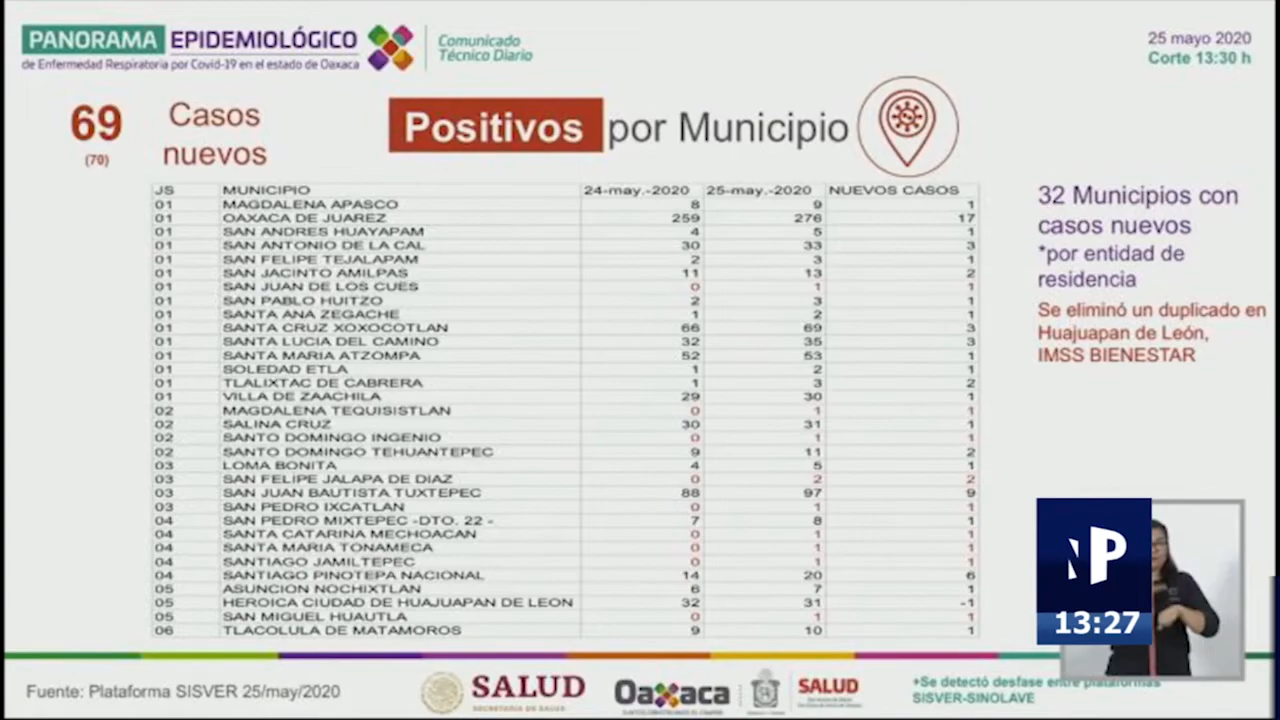 PANORAMA EPIDEMIOLÓGICO
de Enfermedad Respiratoria por Covid-19 en el estado de Oaxaca
Comunicado
Técnico Diario
25 mayo 2020
Corte 13:30 h
69
(70)
Casos
nuevos
Positivos por Municipio
JS MUNICIPIO 24-may.-2020 25-may.-2020 NUEVOS CASOS
01 MAGDALENA APASCO 8 9 1
01 OAXACA DE JUAREZ 259 276 17
01 SAN ANDRES HUAYAPAM 4 5 1
01 SAN ANTONIO DE LA CAL 30 33 3
01 SAN FELIPE TEJALAPAM 2 3 1
01 SAN JACINTO AMILPAS 11 13 2
01 SAN JUAN DE LOS CUES 0 1 1
01 SAN PABLO HUITZO 2 3 1
01 SANTA ANA ZEGACHE 1 2 1
01 SANTA CRUZ XOXOCOTLAN 66 69 3
01 SANTA LUCIA DEL CAMINO 32 35 3
01 SANTA MARIA ATZOMPA 52 53 1
01 SOLEDAD ETLA 1 2 1
01 TLALIXTAC DE CABRERA 1 3 2
01 VILLA DE ZAACHILA 29 30 1
02 MAGDALENA TEQUISISTLAN 0 1 1
02 SALINA CRUZ 30 31 1
02 SANTO DOMINGO INGENIO 0 1 1
02 SANTO DOMINGO TEHUANTEPEC 9 11 2
03 LOMA BONITA 4 5 1
03 SAN FELIPE JALAPA DE DIAZ 0 2 2
03 SAN JUAN BAUTISTA TUXTEPEC 88 97 9
03 SAN PEDRO IXCATLAN 0 1 1
04 SAN PEDRO MIXTEPEC -DTO. 22 - 7 8 1
04 SANTA CATARINA MECHOACAN 0 1 1
04 SANTA MARIA TONAMECA 0 1 1
04 SANTIAGO JAMILTEPEC 0 1 1
04 SANTIAGO PINOTEPA NACIONAL 14 20 6
05 ASUNCION NOCHIXTLAN 6 7 1
05 HEROICA CIUDAD DE HUAJUAPAN DE LEON 32 31 -1
05 SAN MIGUEL HUAUTLA 0 1 1
06 TLACOLULA DE MATAMOROS 9 10 1
32 Municipios con
casos nuevos
*por entidad de
residencia
Se eliminó un duplicado en
Huajuapan de León,
IMSS BIENESTAR
NP
13:27
Fuente: Plataforma SISVER 25/may/2020
SALUD
SECRETARÍA DE SALUD
Oaxaca
SALUD
*Se detectó desfase entre plataformas
SISVER-SINOLAVE